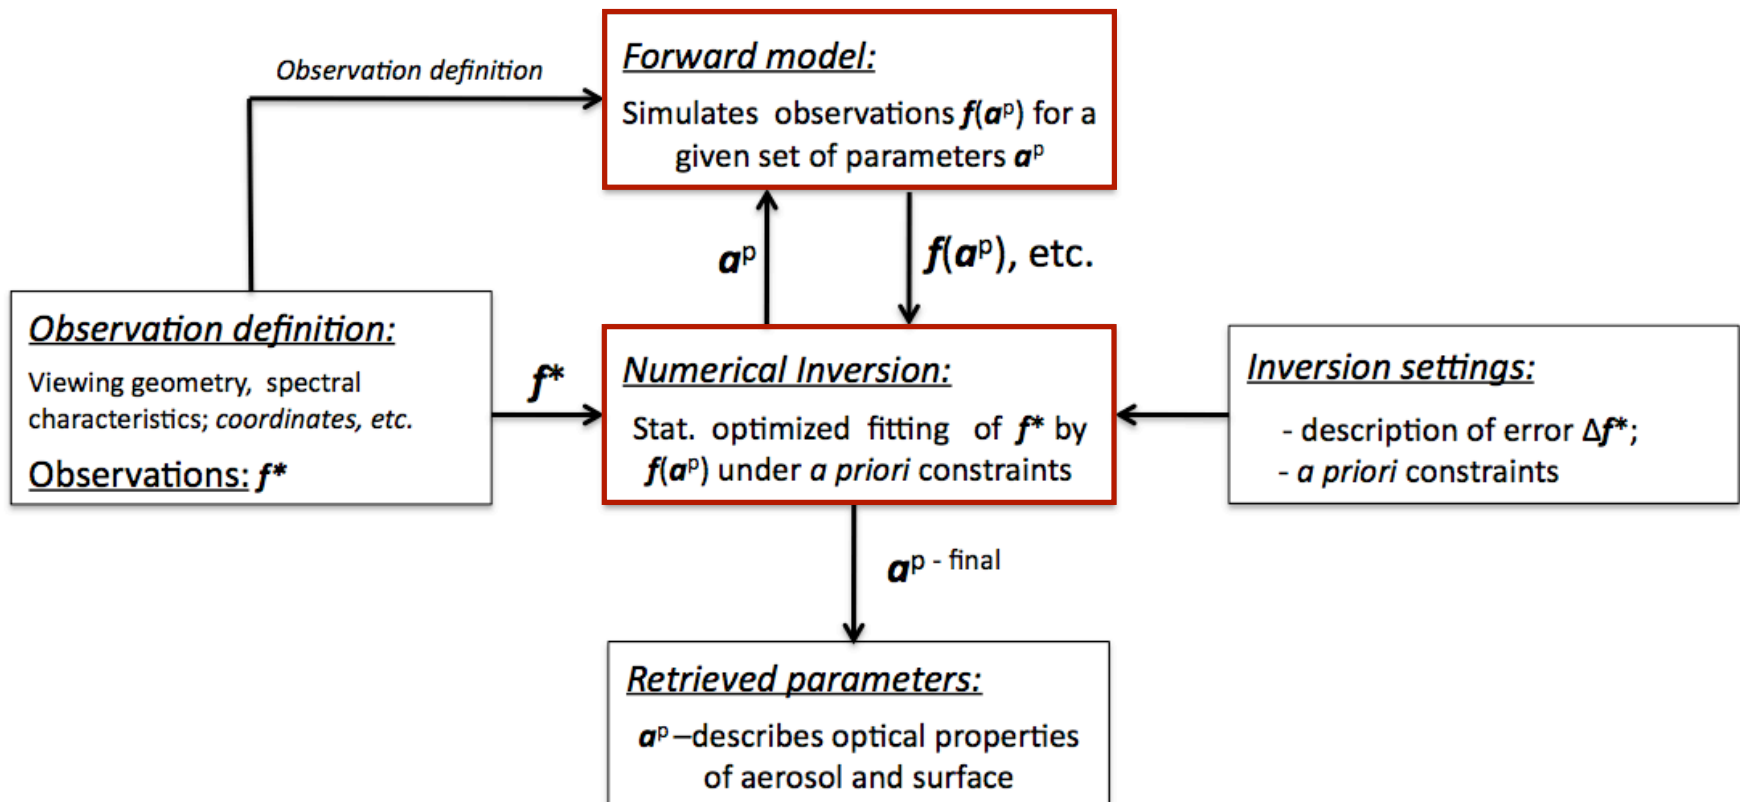 Observation definition
Forward model:
Simulates observations f(aᵖ) for a
given set of parameters aᵖ
aᵖ
f(aᵖ), etc.
Observation definition:
Viewing geometry, spectral
characteristics; coordinates, etc.
Observations: f*
f*
Numerical Inversion:
Stat. optimized fitting of f* by
f(aᵖ) under a priori constraints
Inversion settings:
- description of error Δf*;
- a priori constraints
aᵖ ⁻ ᶠⁱⁿᵃˡ
Retrieved parameters:
aᵖ –describes optical properties
of aerosol and surface